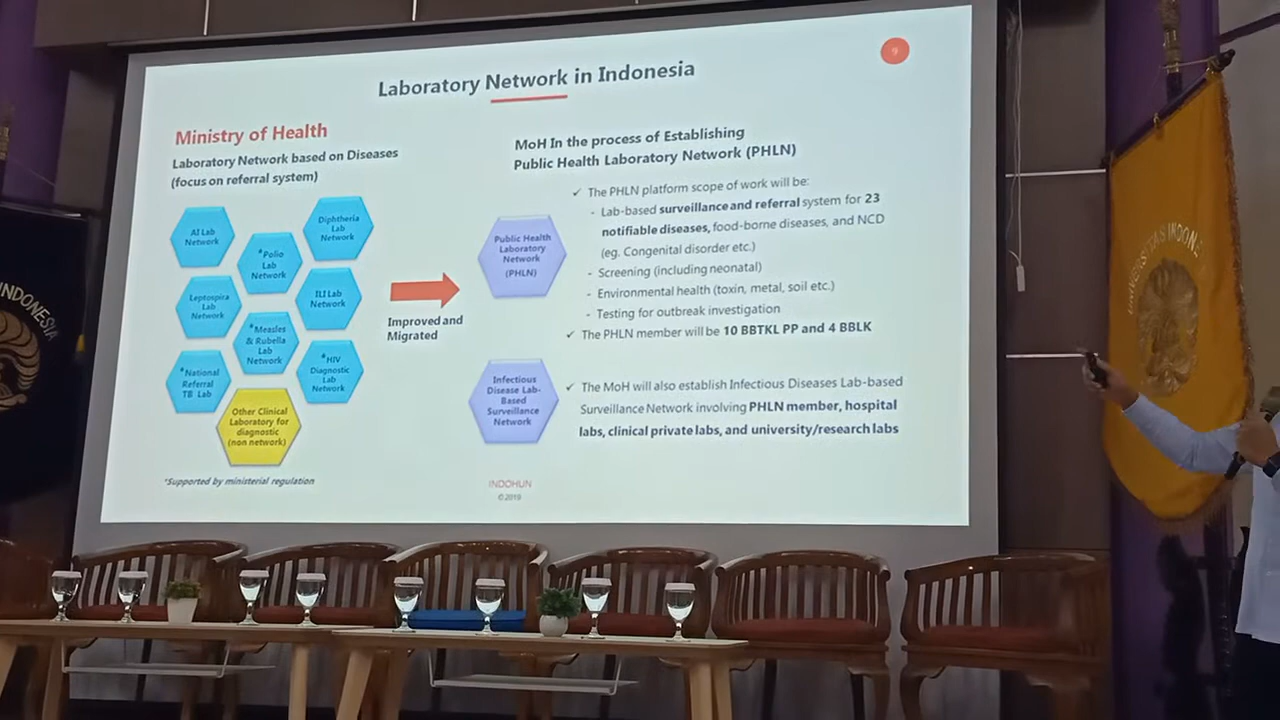 Laboratory Network in Indonesia
9
Ministry of Health
Laboratory Network based on Diseases
(focus on referral system)
AI Lab
Network
Diphtheria
Lab
Network
*Polio
Lab
Network
Leptospira
Lab
Network
ILI Lab
Network
*Measles
& Rubella
Lab
Network
*National
Referral
TB Lab
*HIV
Diagnostic
Lab
Network
Other Clinical
Laboratory for
diagnostic
(non network)
*Supported by ministerial regulation
Improved and
Migrated
MoH In the process of Establishing
Public Health Laboratory Network (PHLN)
Public Health
Laboratory
Network
(PHLN)
✓ The PHLN platform scope of work will be:
- Lab-based surveillance and referral system for 23
notifiable diseases, food-borne diseases, and NCD
(eg. Congenital disorder etc.)
- Screening (including neonatal)
- Environmental health (toxin, metal, soil etc.)
- Testing for outbreak investigation
✓ The PHLN member will be 10 BBTKL PP and 4 BBLK
Infectious
Disease Lab-
Based
Surveillance
Network
✓ The MoH will also establish Infectious Diseases Lab-based
Surveillance Network involving PHLN member, hospital
labs, clinical private labs, and university/research labs
INDOHUN
©2019
UNIVERSITAS INDONE
INDONESIA